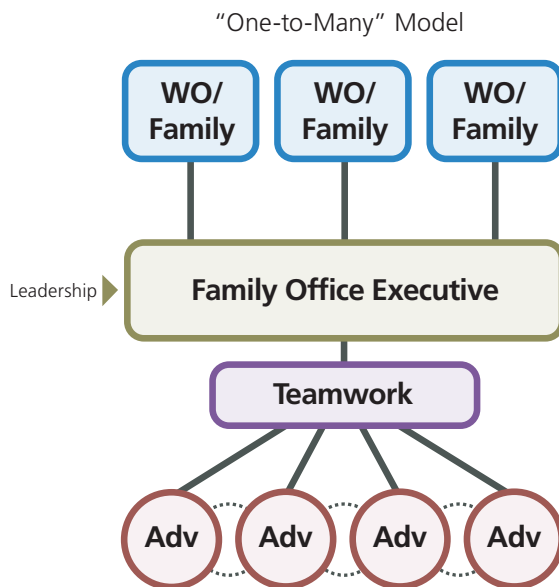 “One-to-Many” Model
WO/ WO/ WO/
Family Family Family
Leadership
Family Office Executive
Teamwork
Adv Adv Adv Adv